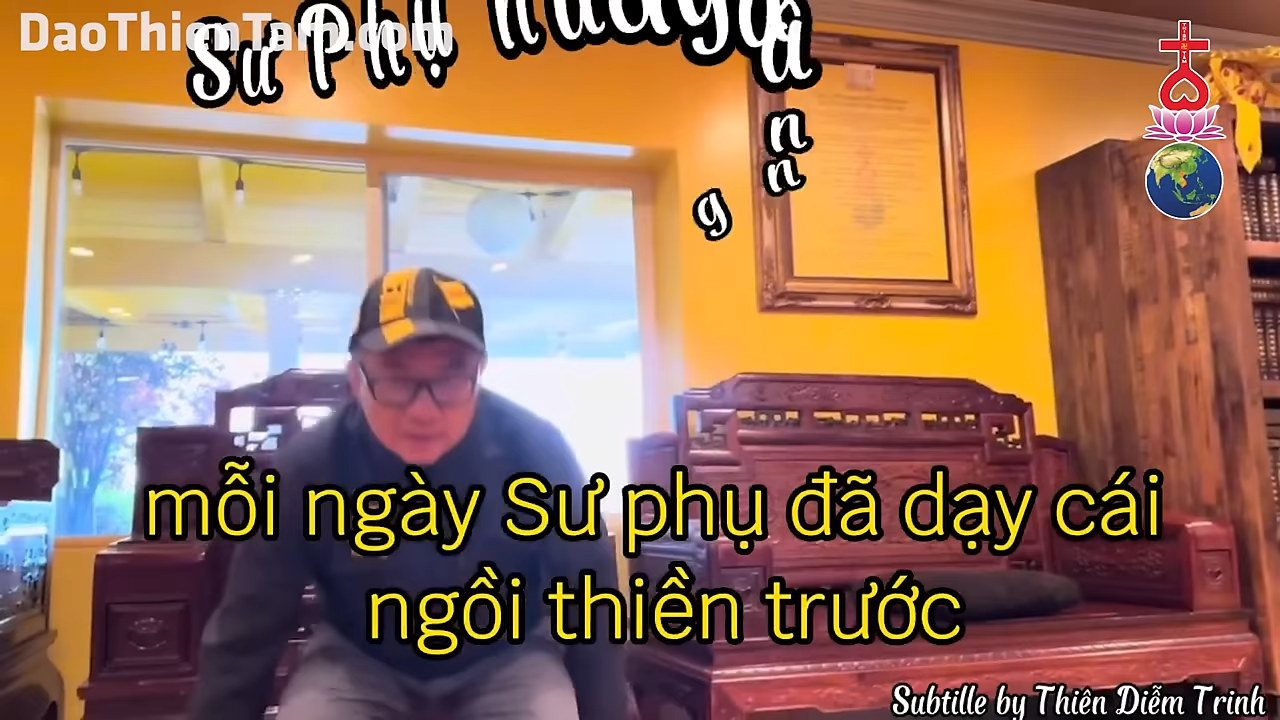 DaoThienTam.com
Sư Phụ
mỗi ngày Sư phụ đã dạy cái
ngồi thiền trước
Subtille by Thiên Diễm Trinh